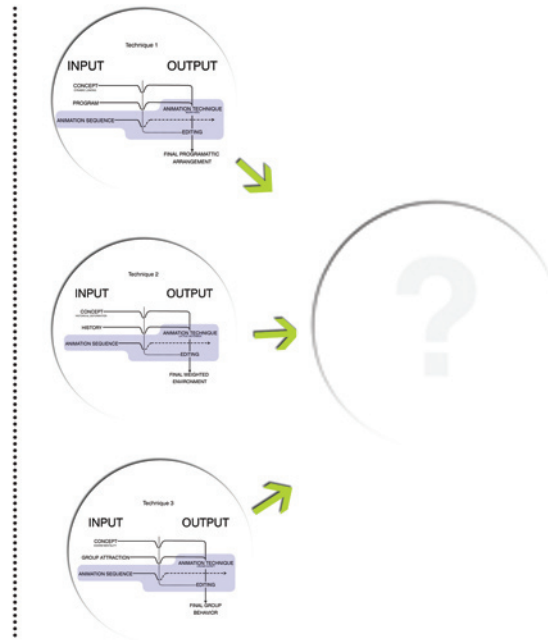 Technique 1
INPUT OUTPUT
CONCEPT
PROGRAM
ANIMATION TECHNIQUE
ANIMATION SEQUENCE
EDITING
FINAL PROGRAMATTIC
ARRANGEMENT
Technique 2
INPUT OUTPUT
CONCEPT
HISTORY
ANIMATION TECHNIQUE
ANIMATION SEQUENCE
EDITING
FINAL WEIGHTED
ENVIRONMENT
?
Technique 3
INPUT OUTPUT
CONCEPT
GROUP ATTRACTION
ANIMATION TECHNIQUE
ANIMATION SEQUENCE
EDITING
FINAL GROUP
BEHAVIOR